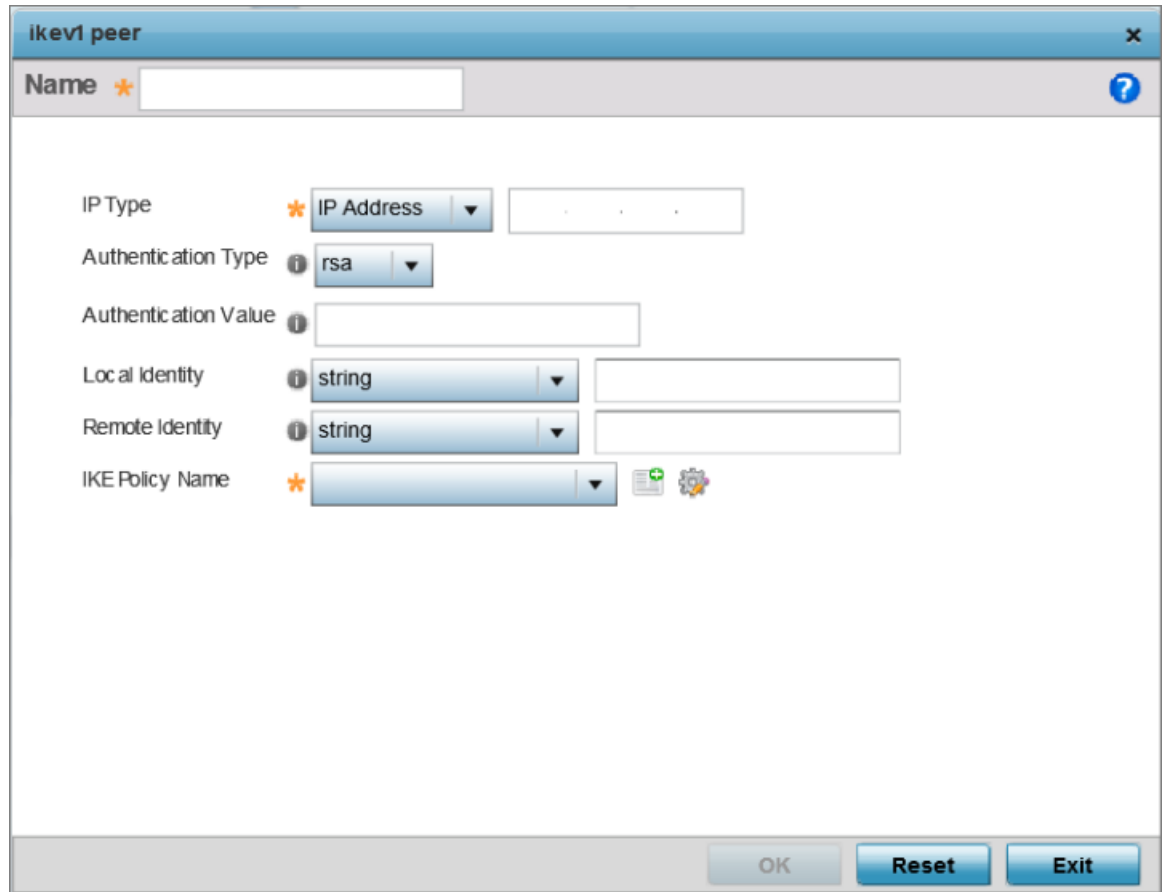 ikev1 peer ×
Name * ?
IP Type * IP Address . . .
Authentication Type i rsa
Authentication Value i
Local Identity i string
Remote Identity i string
IKE Policy Name *
OK Reset Exit